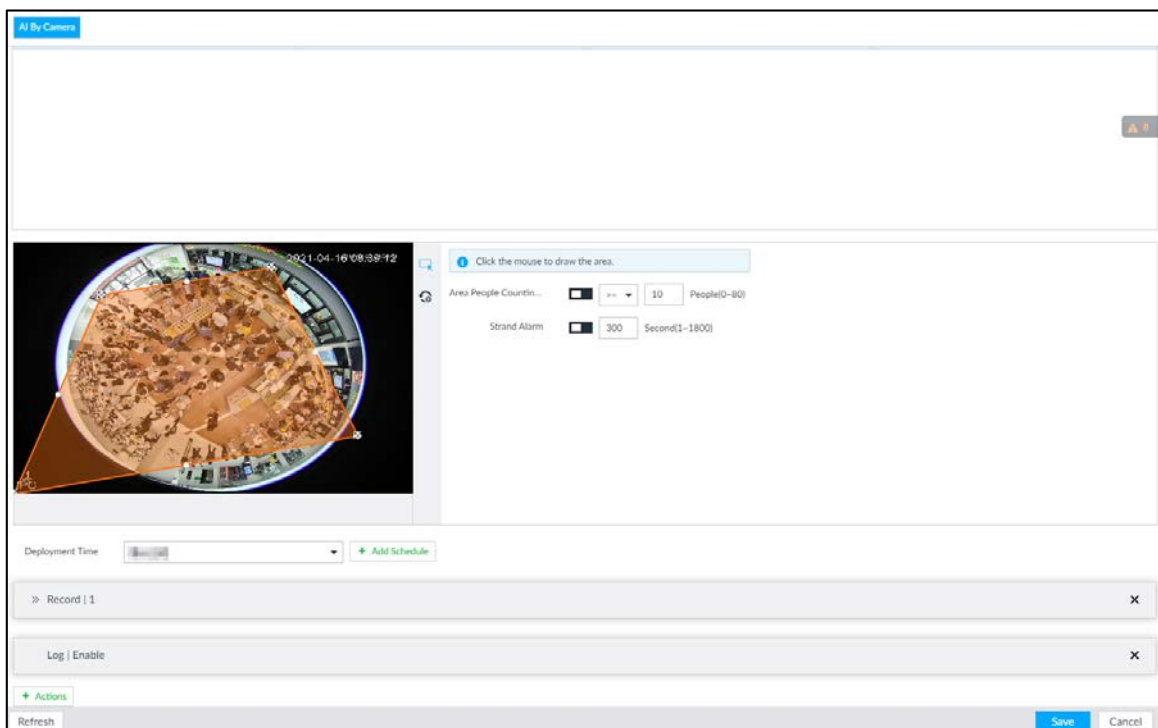 AI By Camera
8
2021-04-16 08:39:12
Click the mouse to draw the area.
Area People Countin... >= 10 People(0~80)
Strand Alarm 300 Second(1~1800)
Deployment Time + Add Schedule
Record | 1
Log | Enable
+ Actions
Refresh Save Cancel